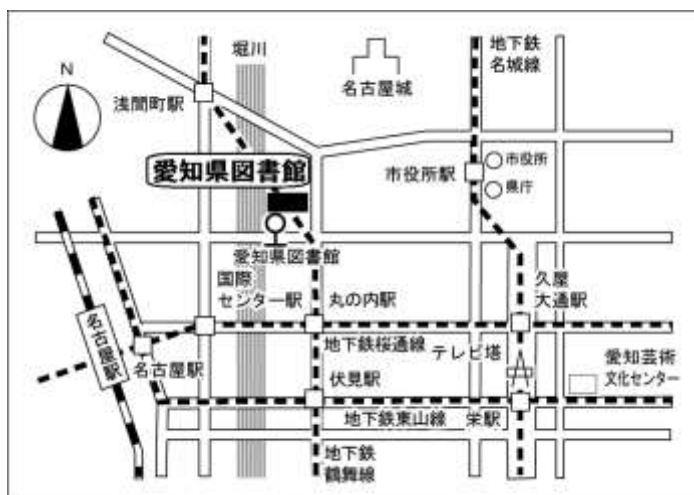 地下鉄
名城線
堀川
N
名古屋城
浅間町駅
愛知県図書館
市役所駅
市役所
県庁
愛知県図書館
国際
センター駅
丸の内駅
久屋
大通駅
名古屋駅
地下鉄桜通線
テレビ塔
名古屋駅
伏見駅
愛知芸術
文化センター
地下鉄東山線
栄駅
地下鉄
鶴舞線